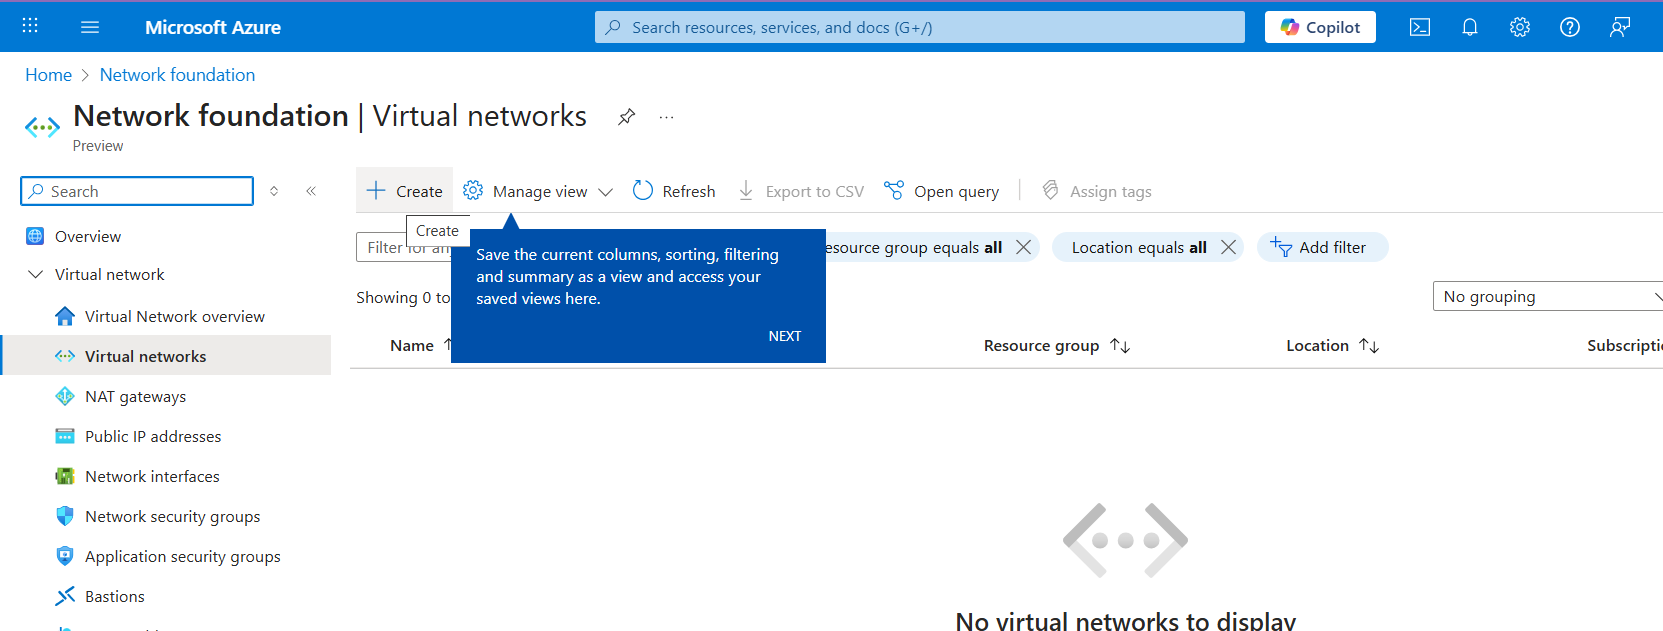 Microsoft Azure
Search resources, services, and docs (G+/)
Copilot
Home > Network foundation
Network foundation | Virtual networks
...
Preview
Search
«
Create
Manage view
Refresh
Export to CSV
Open query
Assign tags
Create
Filter for
Save the current columns, sorting, filtering
and summary as a view and access your
saved views here.
NEXT
group equals all
Location equals all
Add filter
Showing 0 to
No grouping
Name
Resource group
Location
Overview
Virtual network
Virtual Network overview
Virtual networks
NAT gateways
Public IP addresses
Network interfaces
Network security groups
Application security groups
Bastions
No virtual networks to display